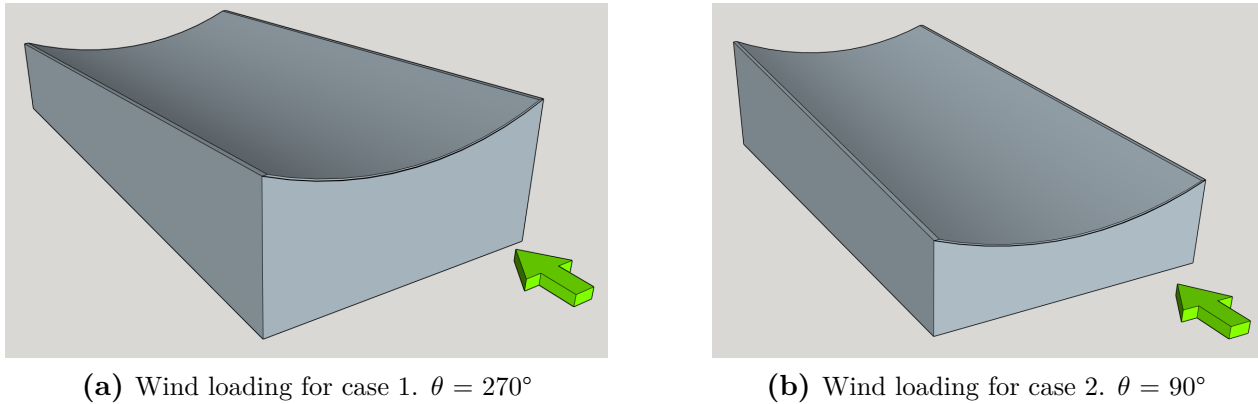 (a) Wind loading for case 1. θ = 270°
(b) Wind loading for case 2. θ = 90°